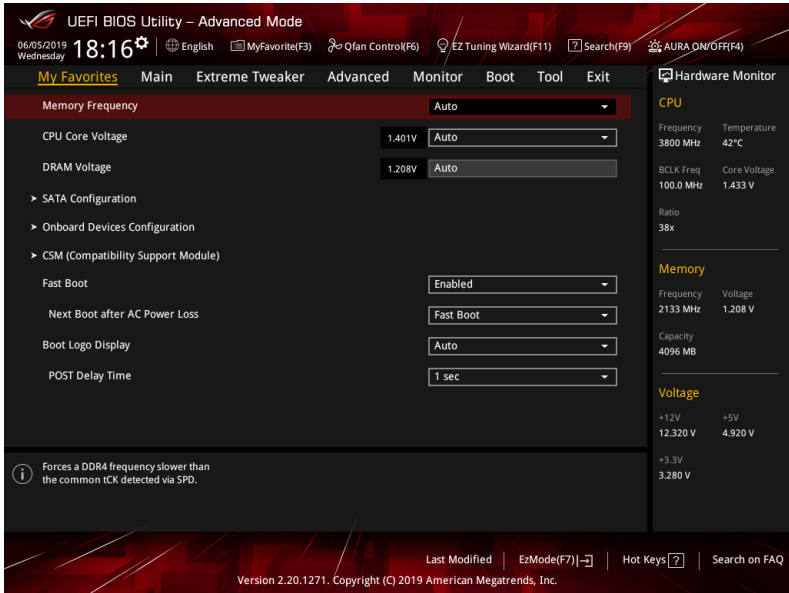 UEFI BIOS Utility – Advanced Mode
06/05/2019
Wednesday
18:16
English
MyFavorite(F3)
Qfan Control(F6)
EZ Tuning Wizard(F11)
? Search(F9)
AURA ON/OFF(F4)
My Favorites Main Extreme Tweaker Advanced Monitor Boot Tool Exit
Hardware Monitor
Memory Frequency Auto
CPU Core Voltage 1.401V Auto
DRAM Voltage 1.208V Auto
> SATA Configuration
> Onboard Devices Configuration
> CSM (Compatibility Support Module)
Fast Boot Enabled
Next Boot after AC Power Loss Fast Boot
Boot Logo Display Auto
POST Delay Time 1 sec
CPU
Frequency Temperature
3800 MHz 42°C
BCLK Freq Core Voltage
100.0 MHz 1.433 V
Ratio
38x
Memory
Frequency Voltage
2133 MHz 1.208 V
Capacity
4096 MB
Voltage
+12V +5V
12.320 V 4.920 V
+3.3V
3.280 V
i
Forces a DDR4 frequency slower than
the common tCK detected via SPD.
Last Modified EzMode(F7) Hot Keys ? Search on FAQ
Version 2.20.1271. Copyright (C) 2019 American Megatrends, Inc.